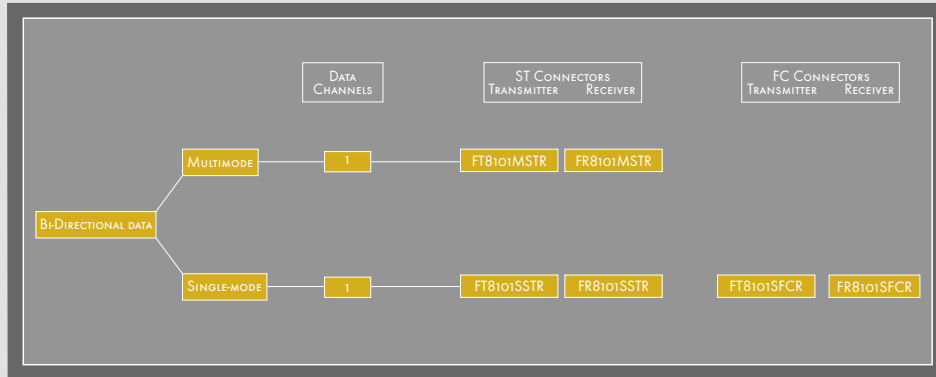 Data
Channels
ST Connectors
Transmitter Receiver
FC Connectors
Transmitter Receiver
Multimode 1 FT8101MSTR FR8101MSTR
Bi-Directional data
Single-mode 1 FT8101SSTR FR8101SSTR FT8101SFCR FR8101SFCR